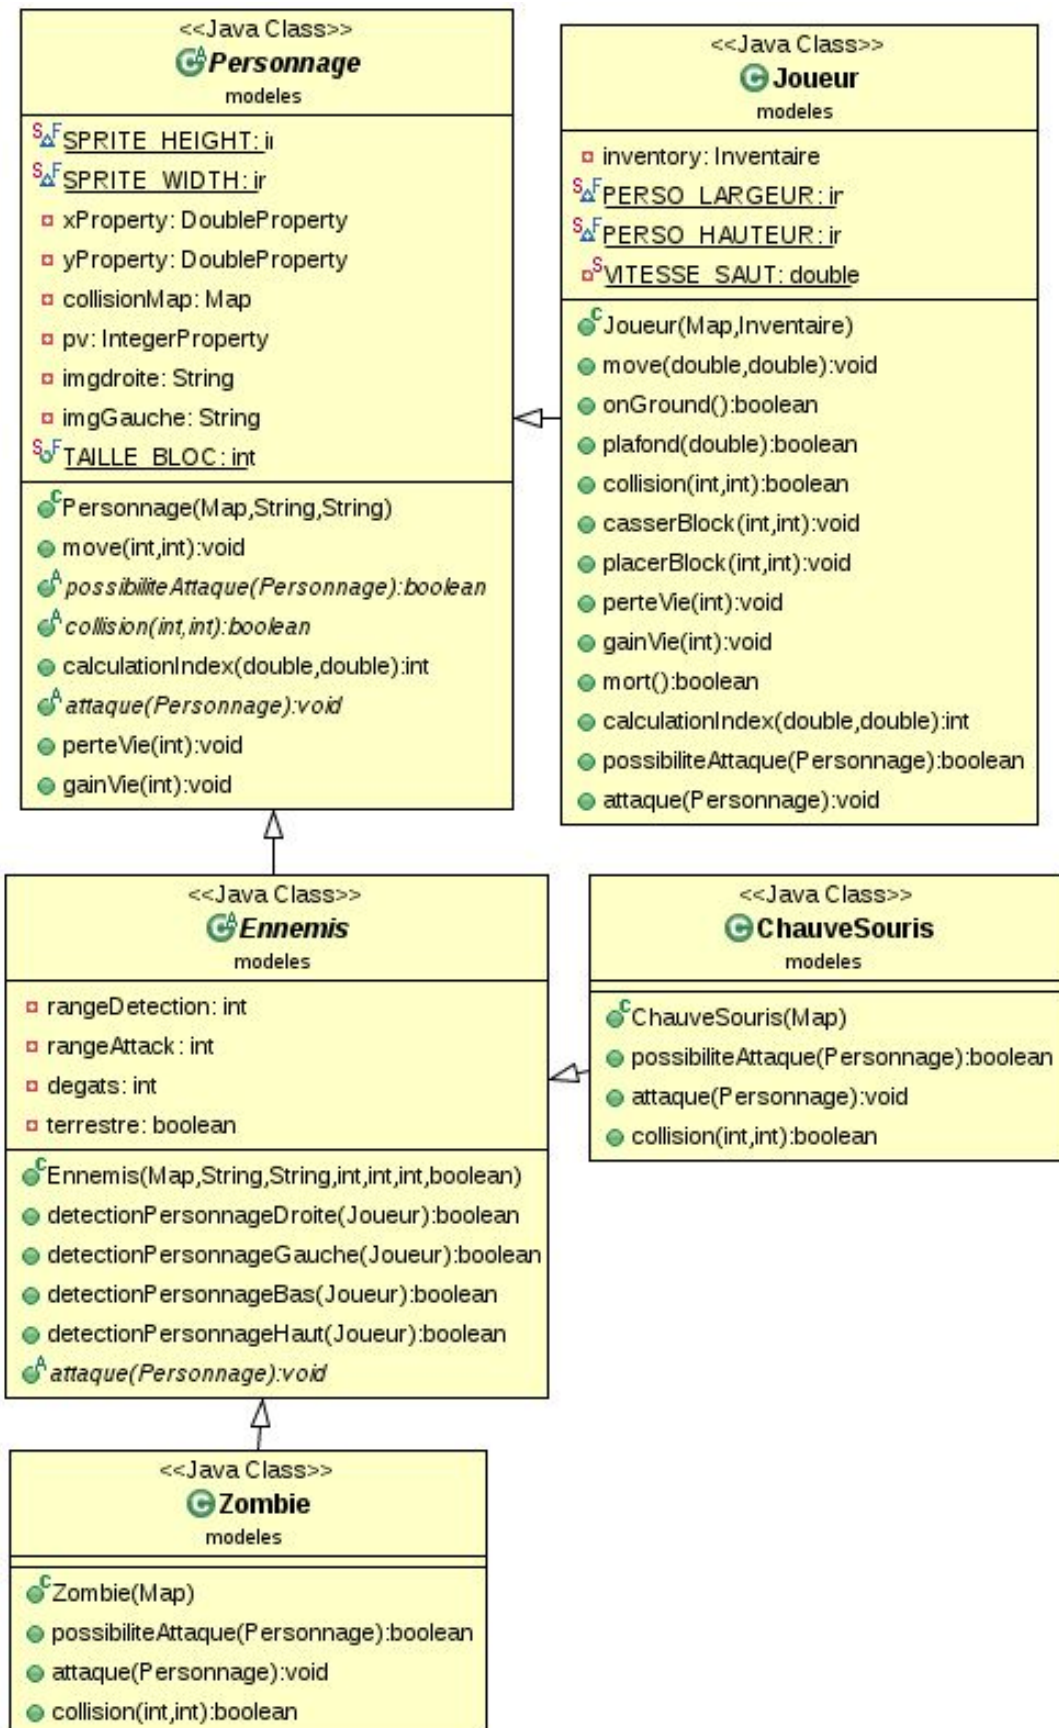 <<Java Class>>
Personnage
modeles
SPRITE_HEIGHT: i
SPRITE_WIDTH: ir
xProperty: DoubleProperty
yProperty: DoubleProperty
collisionMap: Map
pv: IntegerProperty
imgdroite: String
imgGauche: String
TAILLE_BLOC: int
Personnage(Map,String,String)
move(int,int):void
possibiliteAttaque(Personnage):boolean
collision(int,int):boolean
calculationIndex(double,double):int
attaque(Personnage):void
perteVie(int):void
gainVie(int):void
<<Java Class>>
Joueur
modeles
inventory: Inventaire
PERSO_LARGEUR: ir
PERSO_HAUTEUR: ir
VITESSE_SAUT: double
Joueur(Map,Inventaire)
move(double,double):void
onGround():boolean
plafond(double):boolean
collision(int,int):boolean
casserBlock(int,int):void
placerBlock(int,int):void
perteVie(int):void
gainVie(int):void
mort():boolean
calculationIndex(double,double):int
possibiliteAttaque(Personnage):boolean
attaque(Personnage):void
<<Java Class>>
Ennemis
modeles
rangeDetection: int
rangeAttack: int
degats: int
terrestre: boolean
Ennemis(Map,String,String,int,int,int,boolean)
detectionPersonnageDroite(Joueur):boolean
detectionPersonnageGauche(Joueur):boolean
detectionPersonnageBas(Joueur):boolean
detectionPersonnageHaut(Joueur):boolean
attaque(Personnage):void
<<Java Class>>
ChauveSouris
modeles
ChauveSouris(Map)
possibiliteAttaque(Personnage):boolean
attaque(Personnage):void
collision(int,int):boolean
<<Java Class>>
Zombie
modeles
Zombie(Map)
possibiliteAttaque(Personnage):boolean
attaque(Personnage):void
collision(int,int):boolean